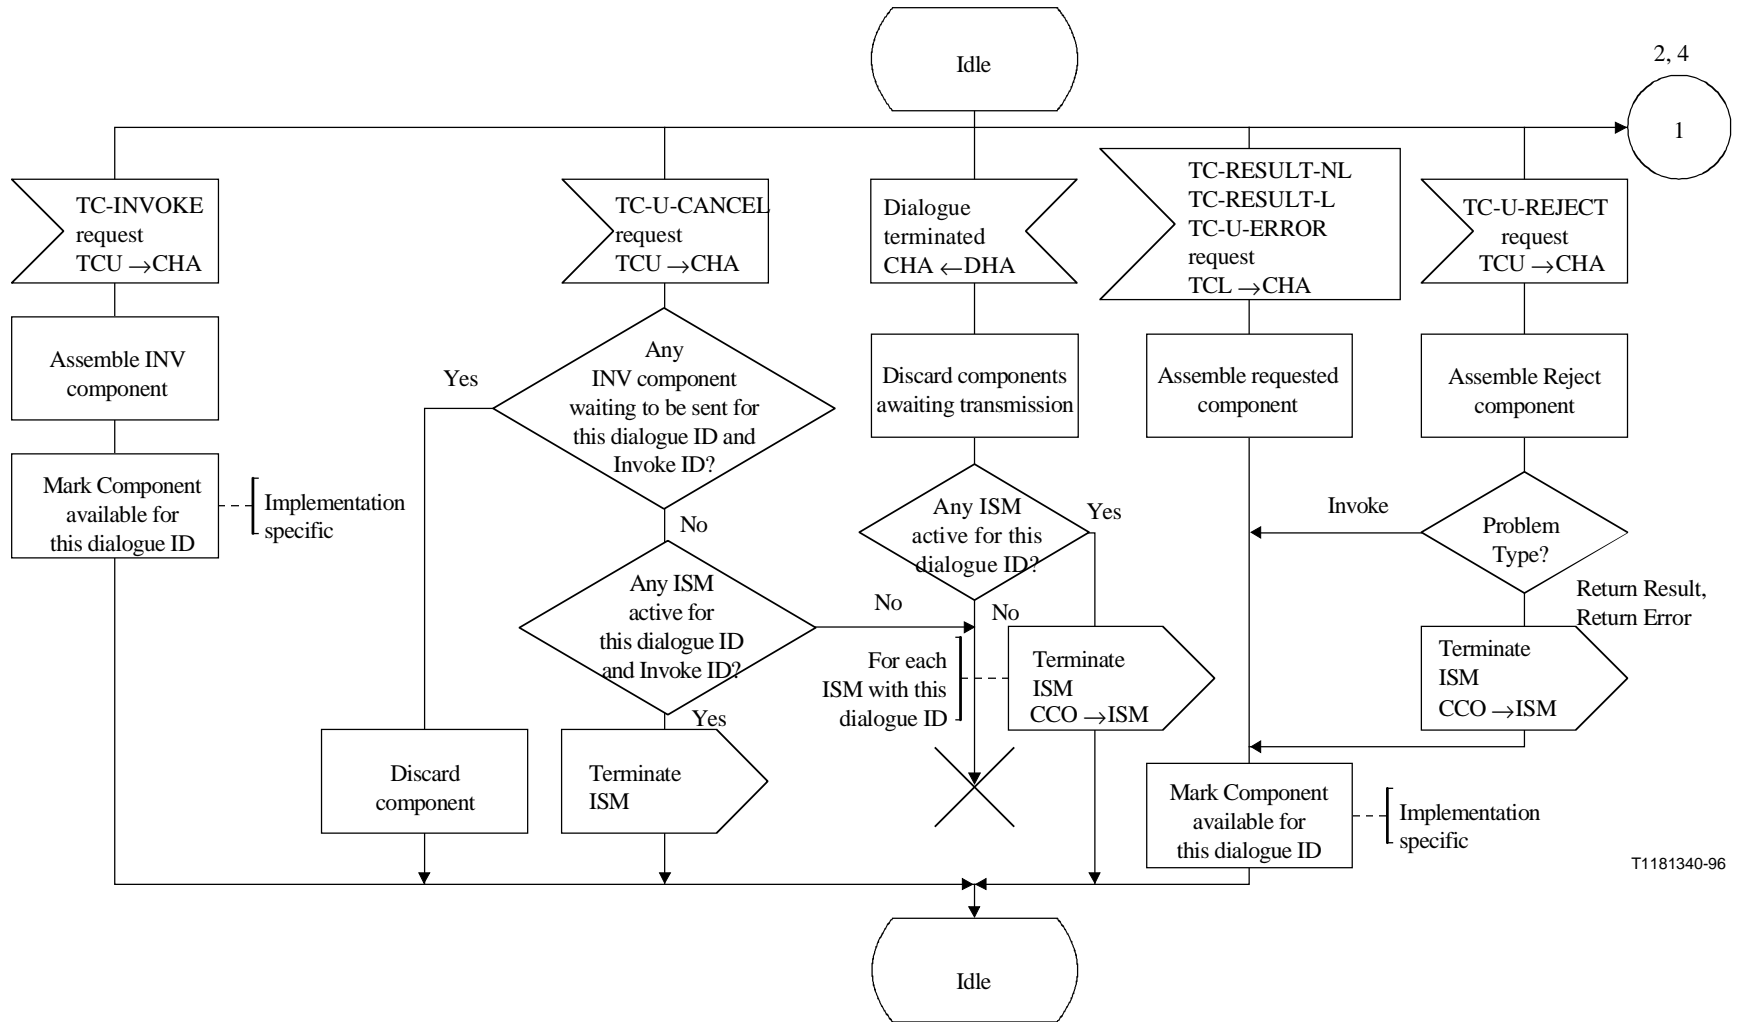 Idle
2, 4
1
TC-INVOKE
request
TCU →CHA
Assemble INV
component
Mark Component
available for
this dialogue ID
Implementation
specific
TC-U-CANCEL
request
TCU →CHA
Any
INV component
waiting to be sent for
this dialogue ID and
Invoke ID?
Yes
No
Any ISM
active for
this dialogue ID
and Invoke ID?
No
Yes
Discard
component
Terminate
ISM
Dialogue
terminated
CHA ←DHA
Discard components
awaiting transmission
Any ISM
active for this
dialogue ID?
Yes
No
For each
ISM with this
dialogue ID
Terminate
ISM
CCO →ISM
TC-RESULT-NL
TC-RESULT-L
TC-U-ERROR
request
TCL →CHA
Assemble requested
component
TC-U-REJECT
request
TCU →CHA
Assemble Reject
component
Invoke
Problem
Type?
Return Result,
Return Error
Terminate
ISM
CCO →ISM
Mark Component
available for
this dialogue ID
Implementation
specific
T1181340-96
Idle